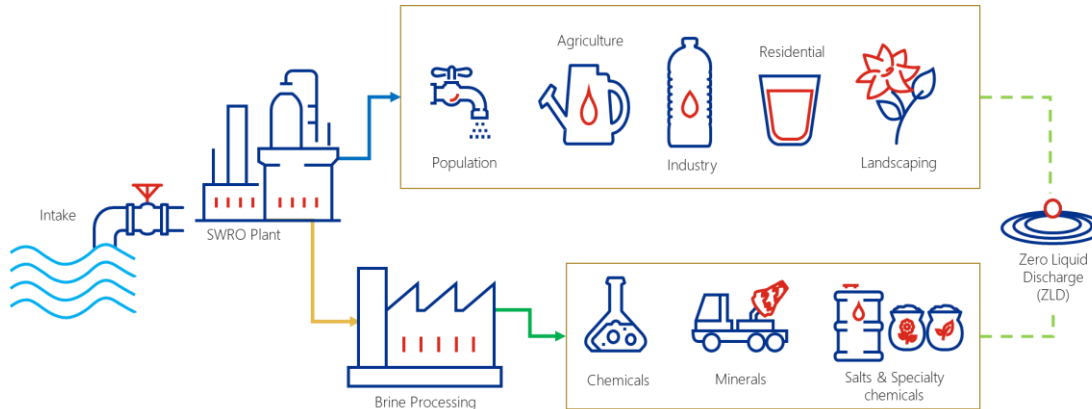 Agriculture
Residential
Population
Industry
Landscaping
Intake
SWRO Plant
Zero Liquid
Discharge
(ZLD)
Chemicals
Minerals
Salts & Specialty
chemicals
Brine Processing